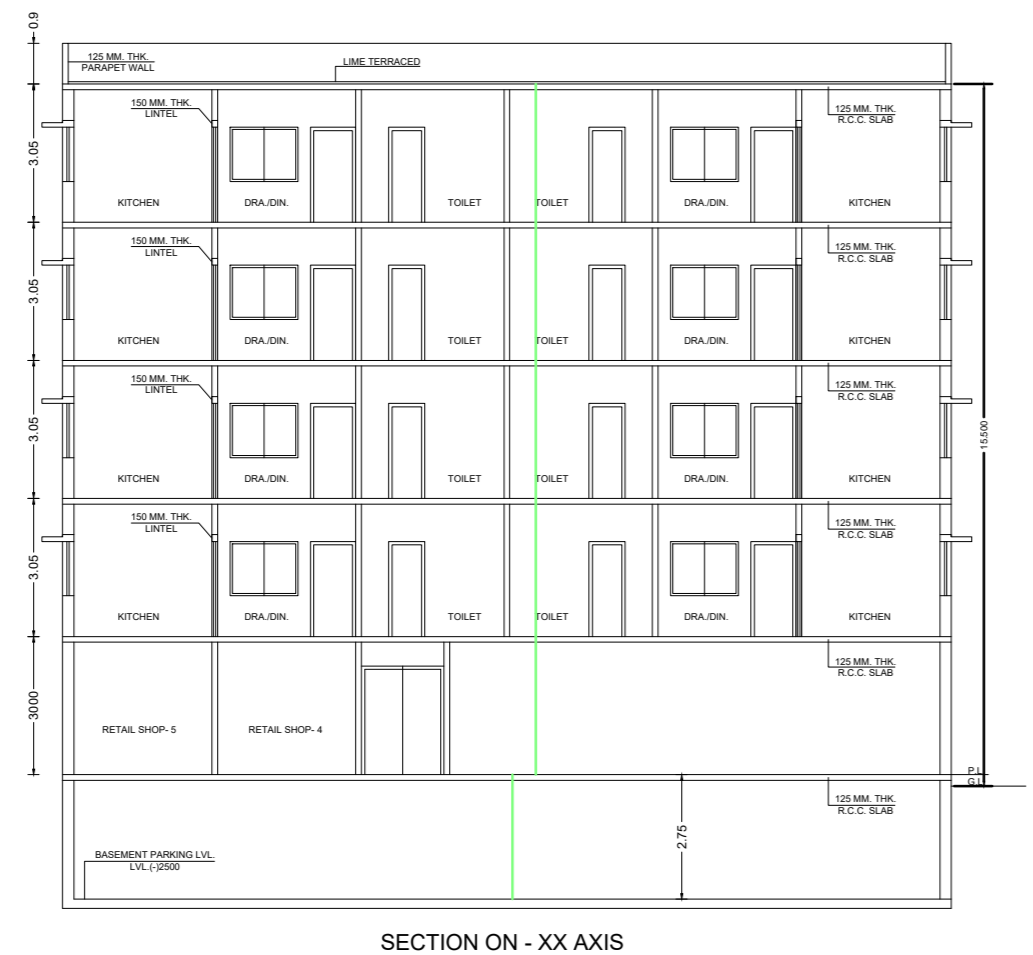 0.9
125 MM. THK.
PARAPET WALL
LIME TERRACED
3.05
150 MM. THK.
LINTEL
125 MM. THK.
R.C.C. SLAB
KITCHEN
DRA./DIN.
TOILET
TOILET
DRA./DIN.
KITCHEN
3.05
150 MM. THK.
LINTEL
125 MM. THK.
R.C.C. SLAB
KITCHEN
DRA./DIN.
TOILET
TOILET
DRA./DIN.
KITCHEN
3.05
150 MM. THK.
LINTEL
125 MM. THK.
R.C.C. SLAB
15.500
KITCHEN
DRA./DIN.
TOILET
TOILET
DRA./DIN.
KITCHEN
3.05
150 MM. THK.
LINTEL
125 MM. THK.
R.C.C. SLAB
KITCHEN
DRA./DIN.
TOILET
TOILET
DRA./DIN.
KITCHEN
3000
125 MM. THK.
R.C.C. SLAB
RETAIL SHOP- 5
RETAIL SHOP- 4
P.L
G.L
125 MM. THK.
R.C.C. SLAB
2.75
BASEMENT PARKING LVL.
LVL.(-)2500
SECTION ON - XX AXIS